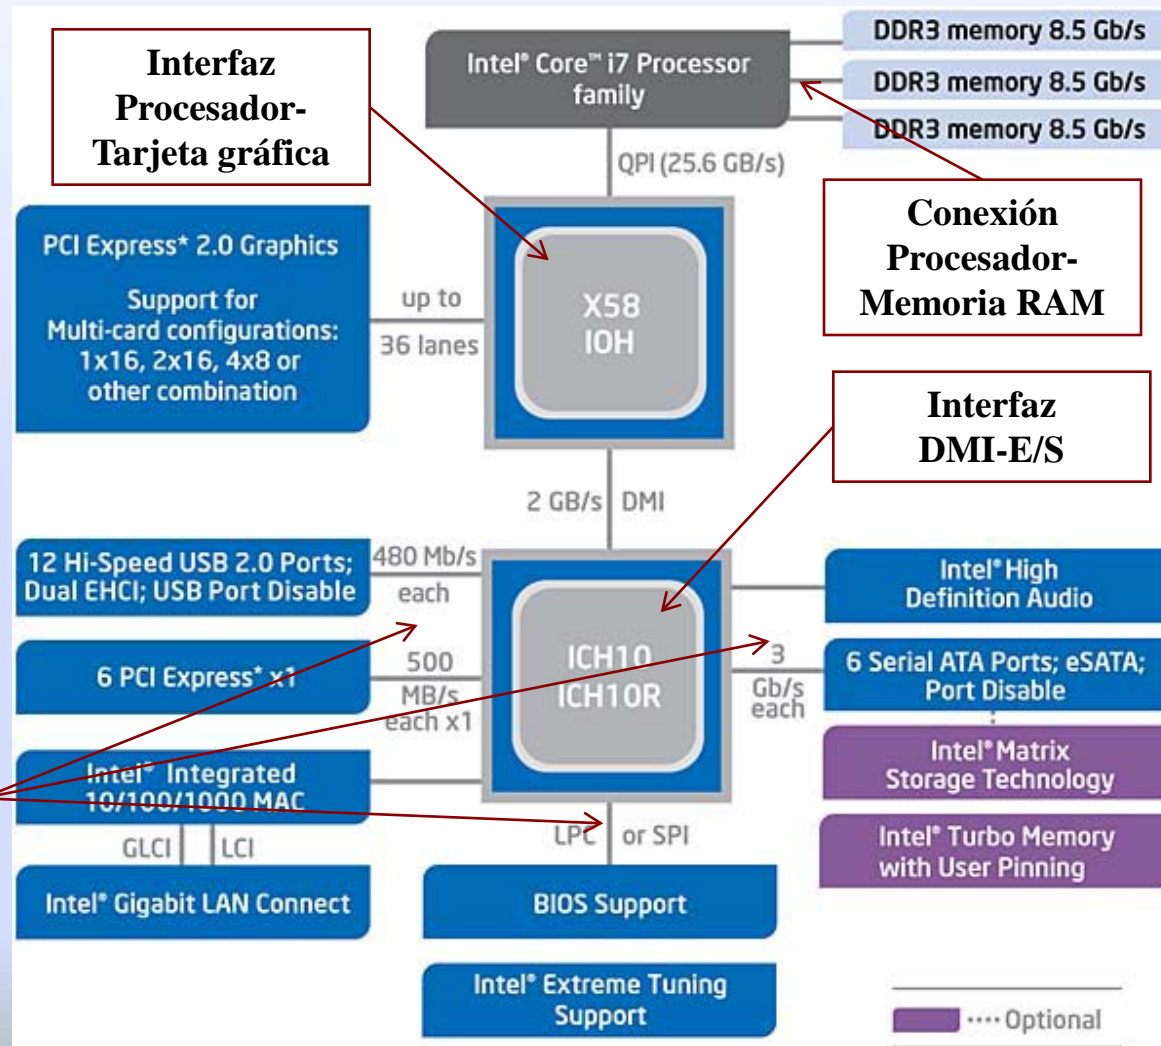 Interfaz
Procesador-
Tarjeta gráfica
Intel® Core™ i7 Processor
family
DDR3 memory 8.5 Gb/s
DDR3 memory 8.5 Gb/s
DDR3 memory 8.5 Gb/s
QPI (25.6 GB/s)
Conexión
Procesador-
Memoria RAM
PCI Express* 2.0 Graphics
Support for
Multi-card configurations:
1x16, 2x16, 4x8 or
other combination
up to
36 lanes
X58
IOH
Interfaz
DMI-E/S
2 GB/s DMI
12 Hi-Speed USB 2.0 Ports;
Dual EHCI; USB Port Disable
480 Mb/s
each
6 PCI Express* x1
500
MB/s
each x1
ICH10
ICH10R
Intel® High
Definition Audio
3
Gb/s
each
6 Serial ATA Ports; eSATA;
Port Disable
Intel® Matrix
Storage Technology
Intel® Turbo Memory
with User Pinning
Intel® Integrated
10/100/1000 MAC
GLCI LCI
Intel® Gigabit LAN Connect
LPC or SPI
BIOS Support
Intel® Extreme Tuning
Support
Optional